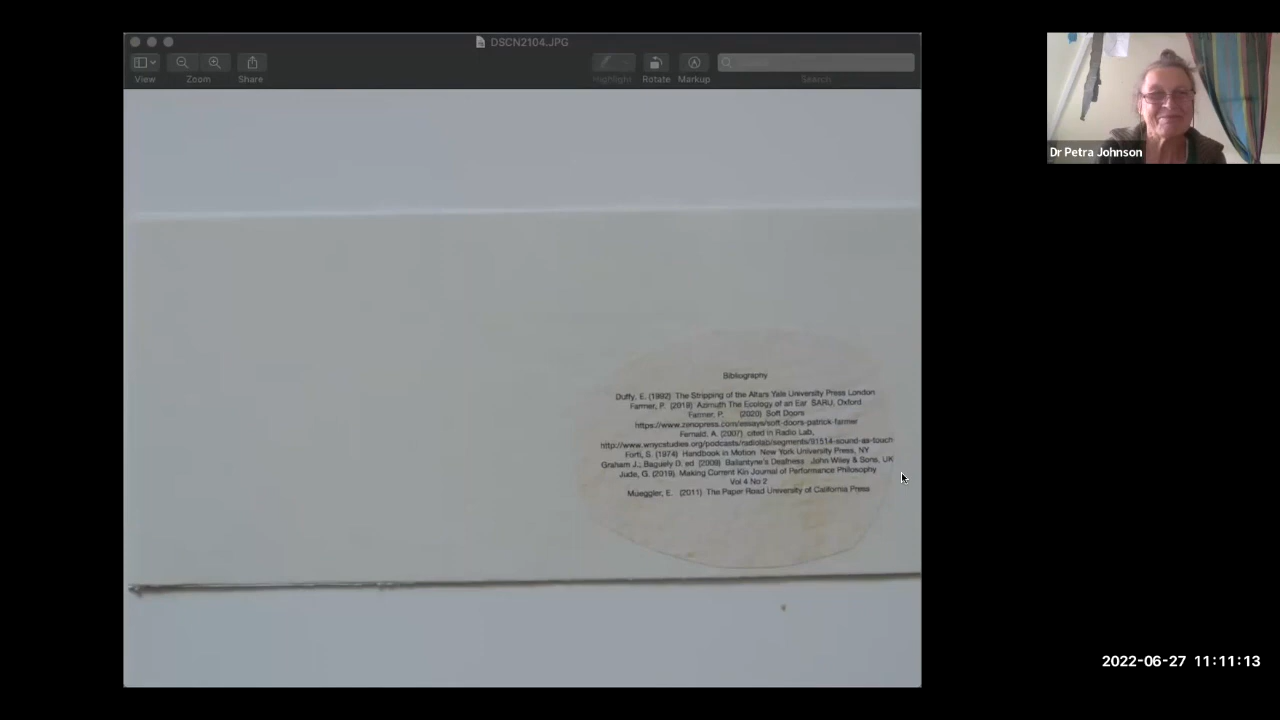 DSCN2104.JPG
View
Zoom
Share
Highlight
Rotate
Markup
Search
Dr Petra Johnson
Bibliography
Duffy, E. (1992) The Stripping of the Altars Yale University Press London
Farmer, P. (2019) Azimuth The Ecology of an Ear SARU, Oxford
Farmer, P. (2020) Soft Doors
https://www.zenopress.com/essays/soft-doors-patrick-farmer
Fernald, A. (2007) cited in Radio Lab,
http://www.wnycstudios.org/podcasts/radiolab/segments/91514-sound-as-touch
Forti, S. (1974) Handbook in Motion New York University Press, NY
Graham J.; Baguely D. ed (2009) Ballantyne's Deafness John Wiley & Sons, UK
Jude, G. (2019) Making Current Kin Journal of Performance Philosophy
Vol 4 No 2
Mueggler, E. (2011) The Paper Road University of California Press
2022-06-27 11:11:13